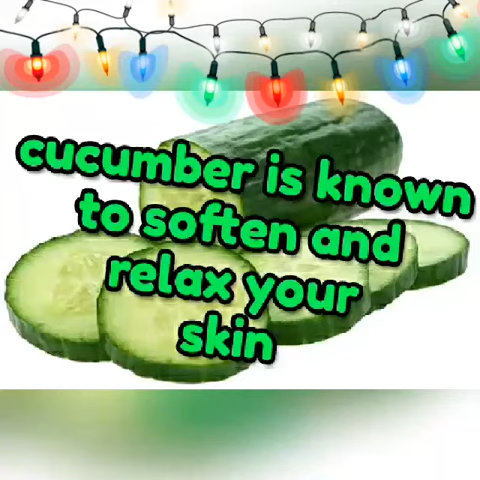 cucumber is known
to soften and
relax your
skin